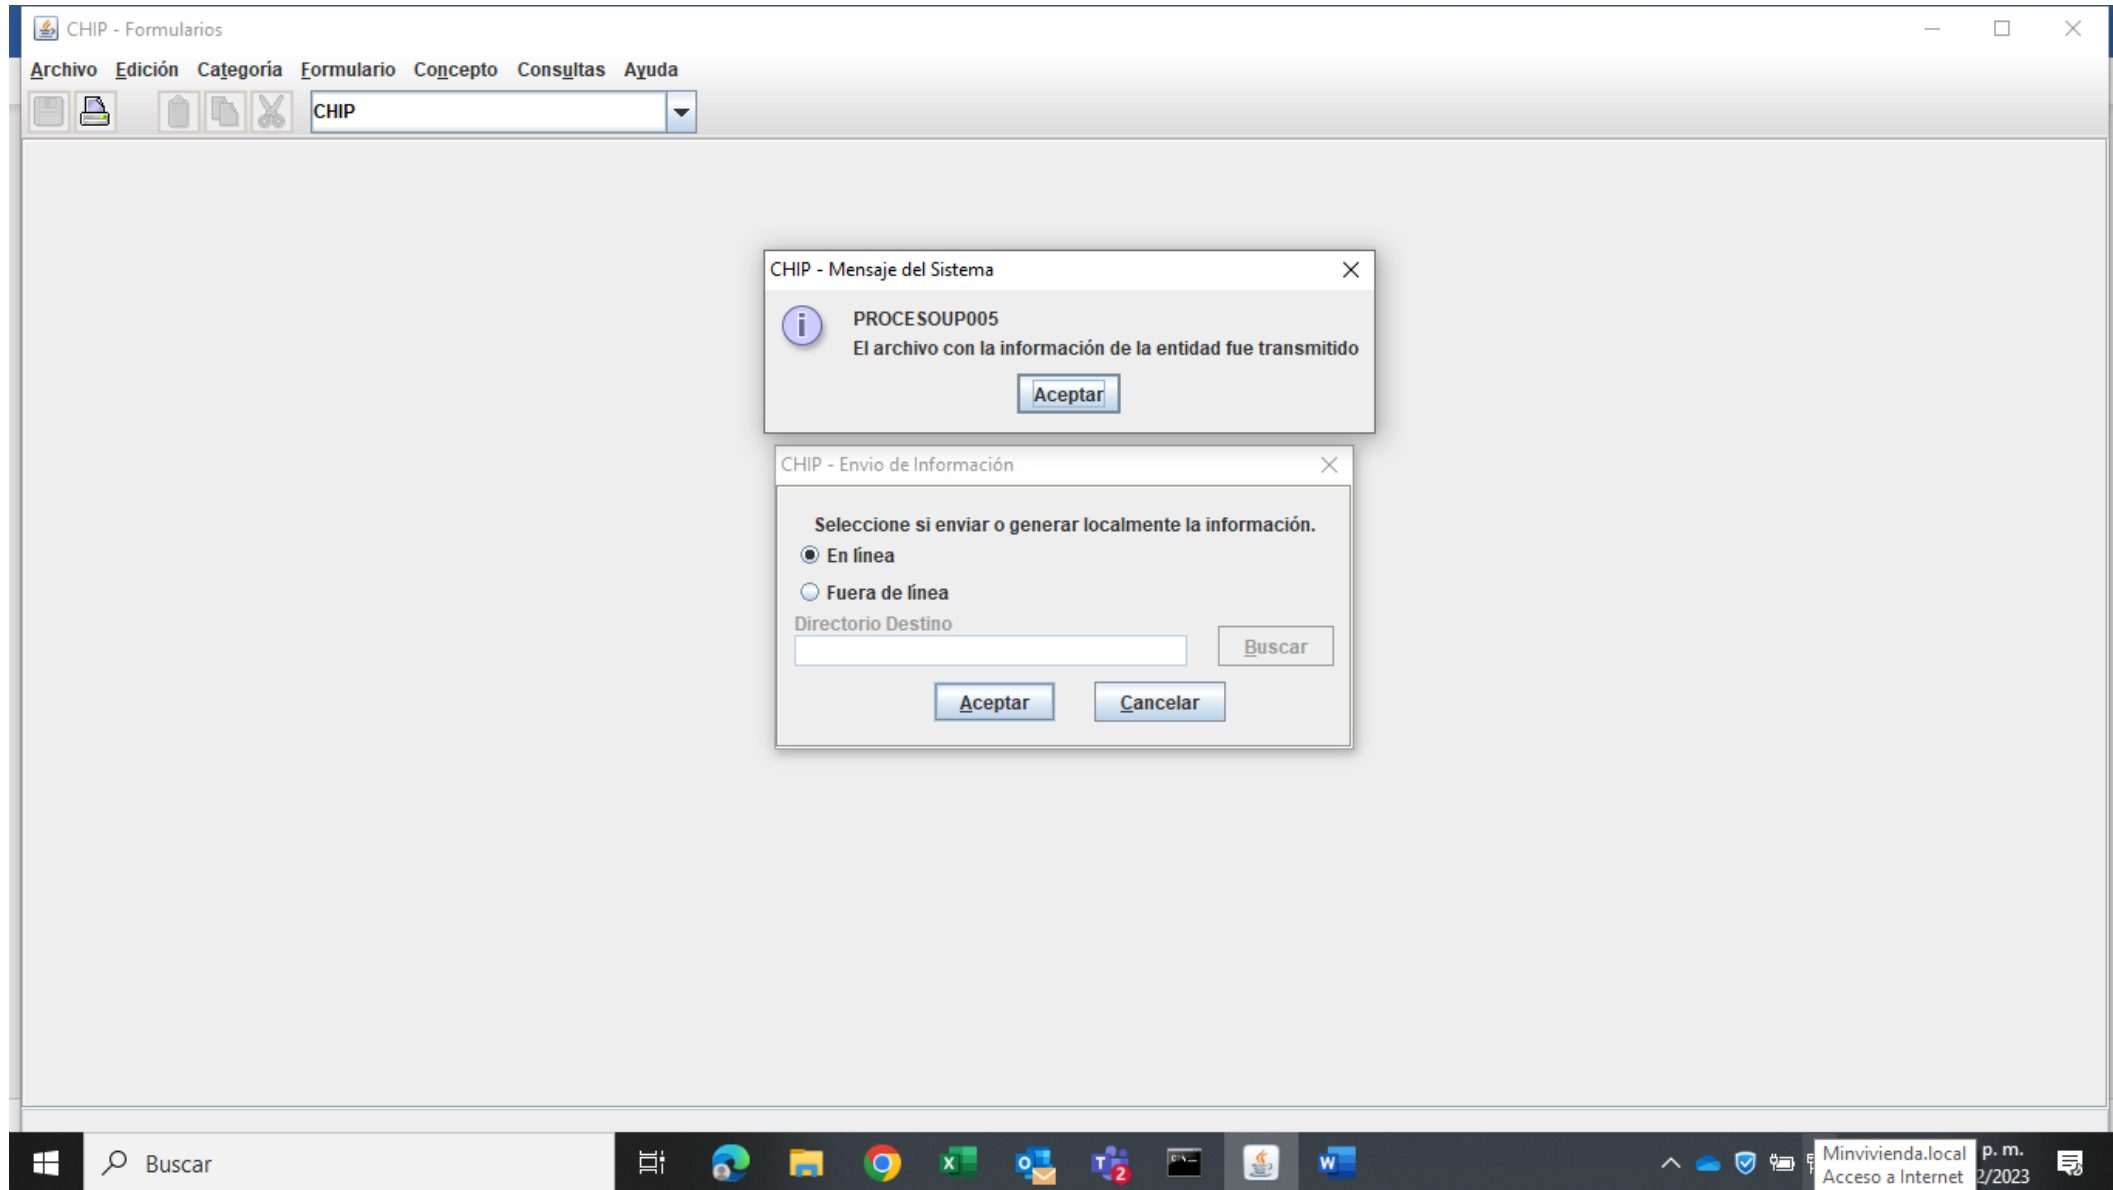 CHIP - Formularios
Archivo Edición Categoría Formulario Concepto Consultas Ayuda
CHIP
CHIP - Mensaje del Sistema
PROCESOUP005
El archivo con la información de la entidad fue transmitido
Aceptar
CHIP - Envio de Información
Seleccione si enviar o generar localmente la información.
En línea
Fuera de línea
Directorio Destino
Buscar
Aceptar Cancelar
Buscar
Minvivienda.local
Acceso a Internet
p. m.
2/2023